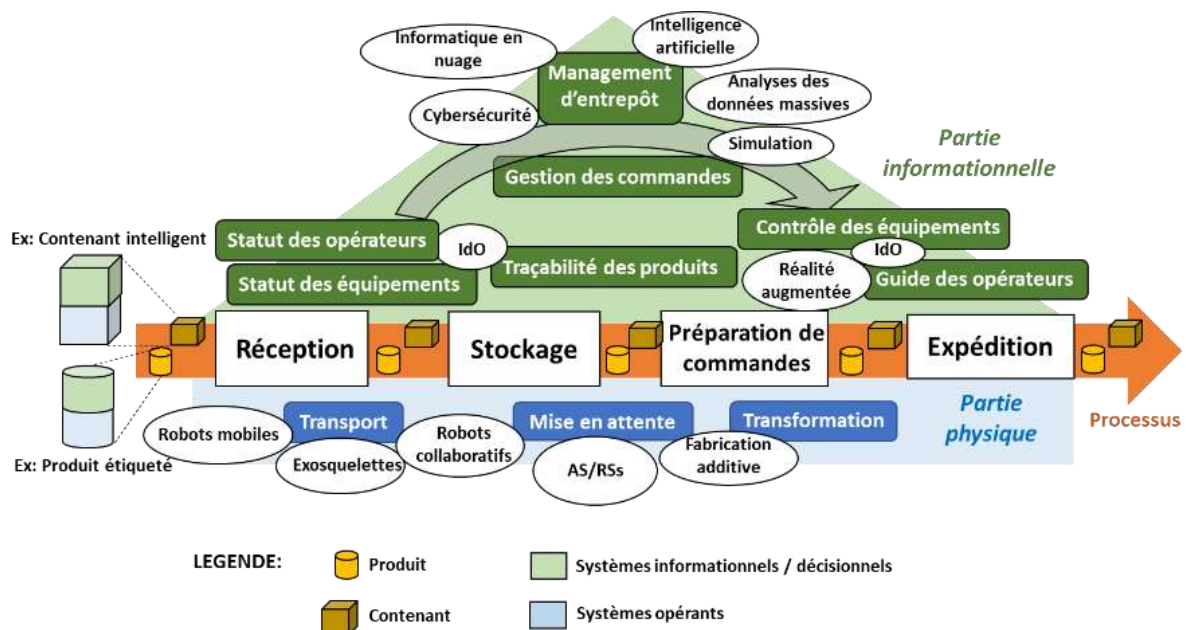 Informatique en
nuage
Intelligence
artificielle
Management
d'entrepôt
Analyses des
données massives
Cybersécurité
Simulation
Partie
informationnelle
Gestion des commandes
Ex: Contenant intelligent
Statut des opérateurs
IdO
Statut des équipements
Traçabilité des produits
Contrôle des équipements
IdO
Réalité
augmentée
Guide des opérateurs
Réception
Stockage
Préparation de
commandes
Expédition
Processus
Transport
Mise en attente
Transformation
Partie
physique
Robots mobiles
Exosquelettes
Robots
collaboratifs
AS/RSs
Fabrication
additive
Ex: Produit étiqueté
LEGENDE:
Produit
Systèmes informationnels / décisionnels
Contenant
Systèmes opérants